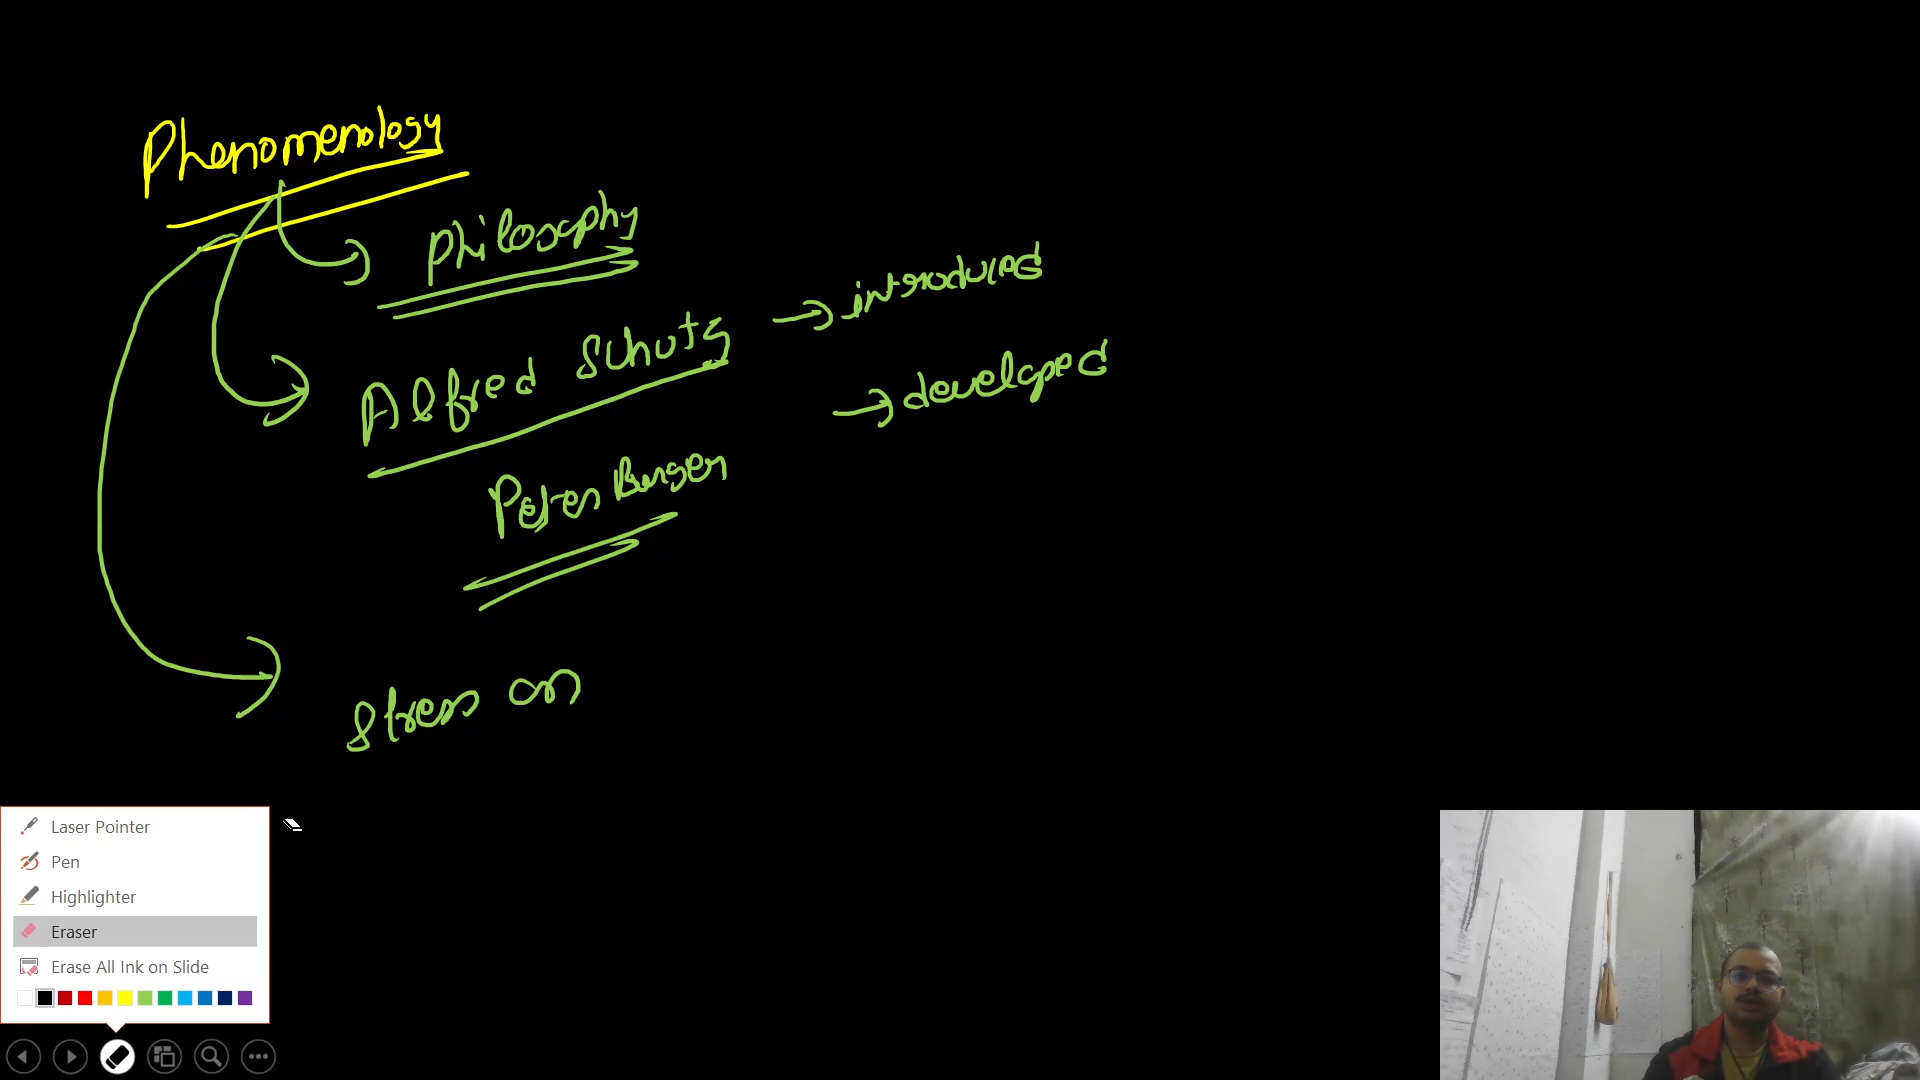 Phenomenology
Philosophy
Alfred Schutz → introduced
→ developed
Peter Berger
Stress on
Laser Pointer
Pen
Highlighter
Eraser
Erase All Ink on Slide